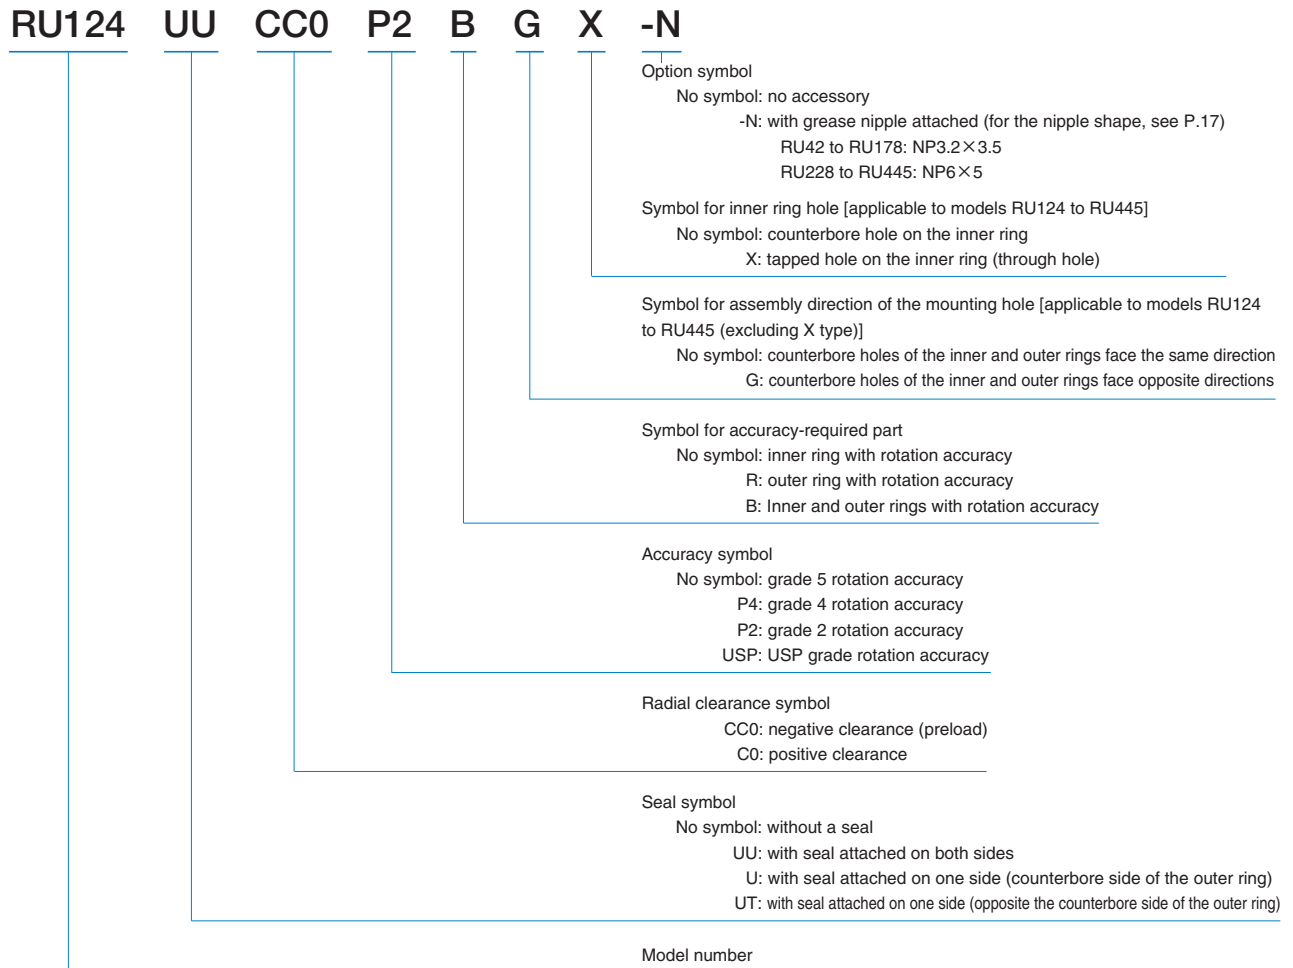 RU124 UU CC0 P2 B G X -N
Option symbol
No symbol: no accessory
-N: with grease nipple attached (for the nipple shape, see P.17)
RU42 to RU178: NP3.2×3.5
RU228 to RU445: NP6×5
Symbol for inner ring hole [applicable to models RU124 to RU445]
No symbol: counterbore hole on the inner ring
X: tapped hole on the inner ring (through hole)
Symbol for assembly direction of the mounting hole [applicable to models RU124
to RU445 (excluding X type)]
No symbol: counterbore holes of the inner and outer rings face the same direction
G: counterbore holes of the inner and outer rings face opposite directions
Symbol for accuracy-required part
No symbol: inner ring with rotation accuracy
R: outer ring with rotation accuracy
B: Inner and outer rings with rotation accuracy
Accuracy symbol
No symbol: grade 5 rotation accuracy
P4: grade 4 rotation accuracy
P2: grade 2 rotation accuracy
USP: USP grade rotation accuracy
Radial clearance symbol
CC0: negative clearance (preload)
C0: positive clearance
Seal symbol
No symbol: without a seal
UU: with seal attached on both sides
U: with seal attached on one side (counterbore side of the outer ring)
UT: with seal attached on one side (opposite the counterbore side of the outer ring)
Model number